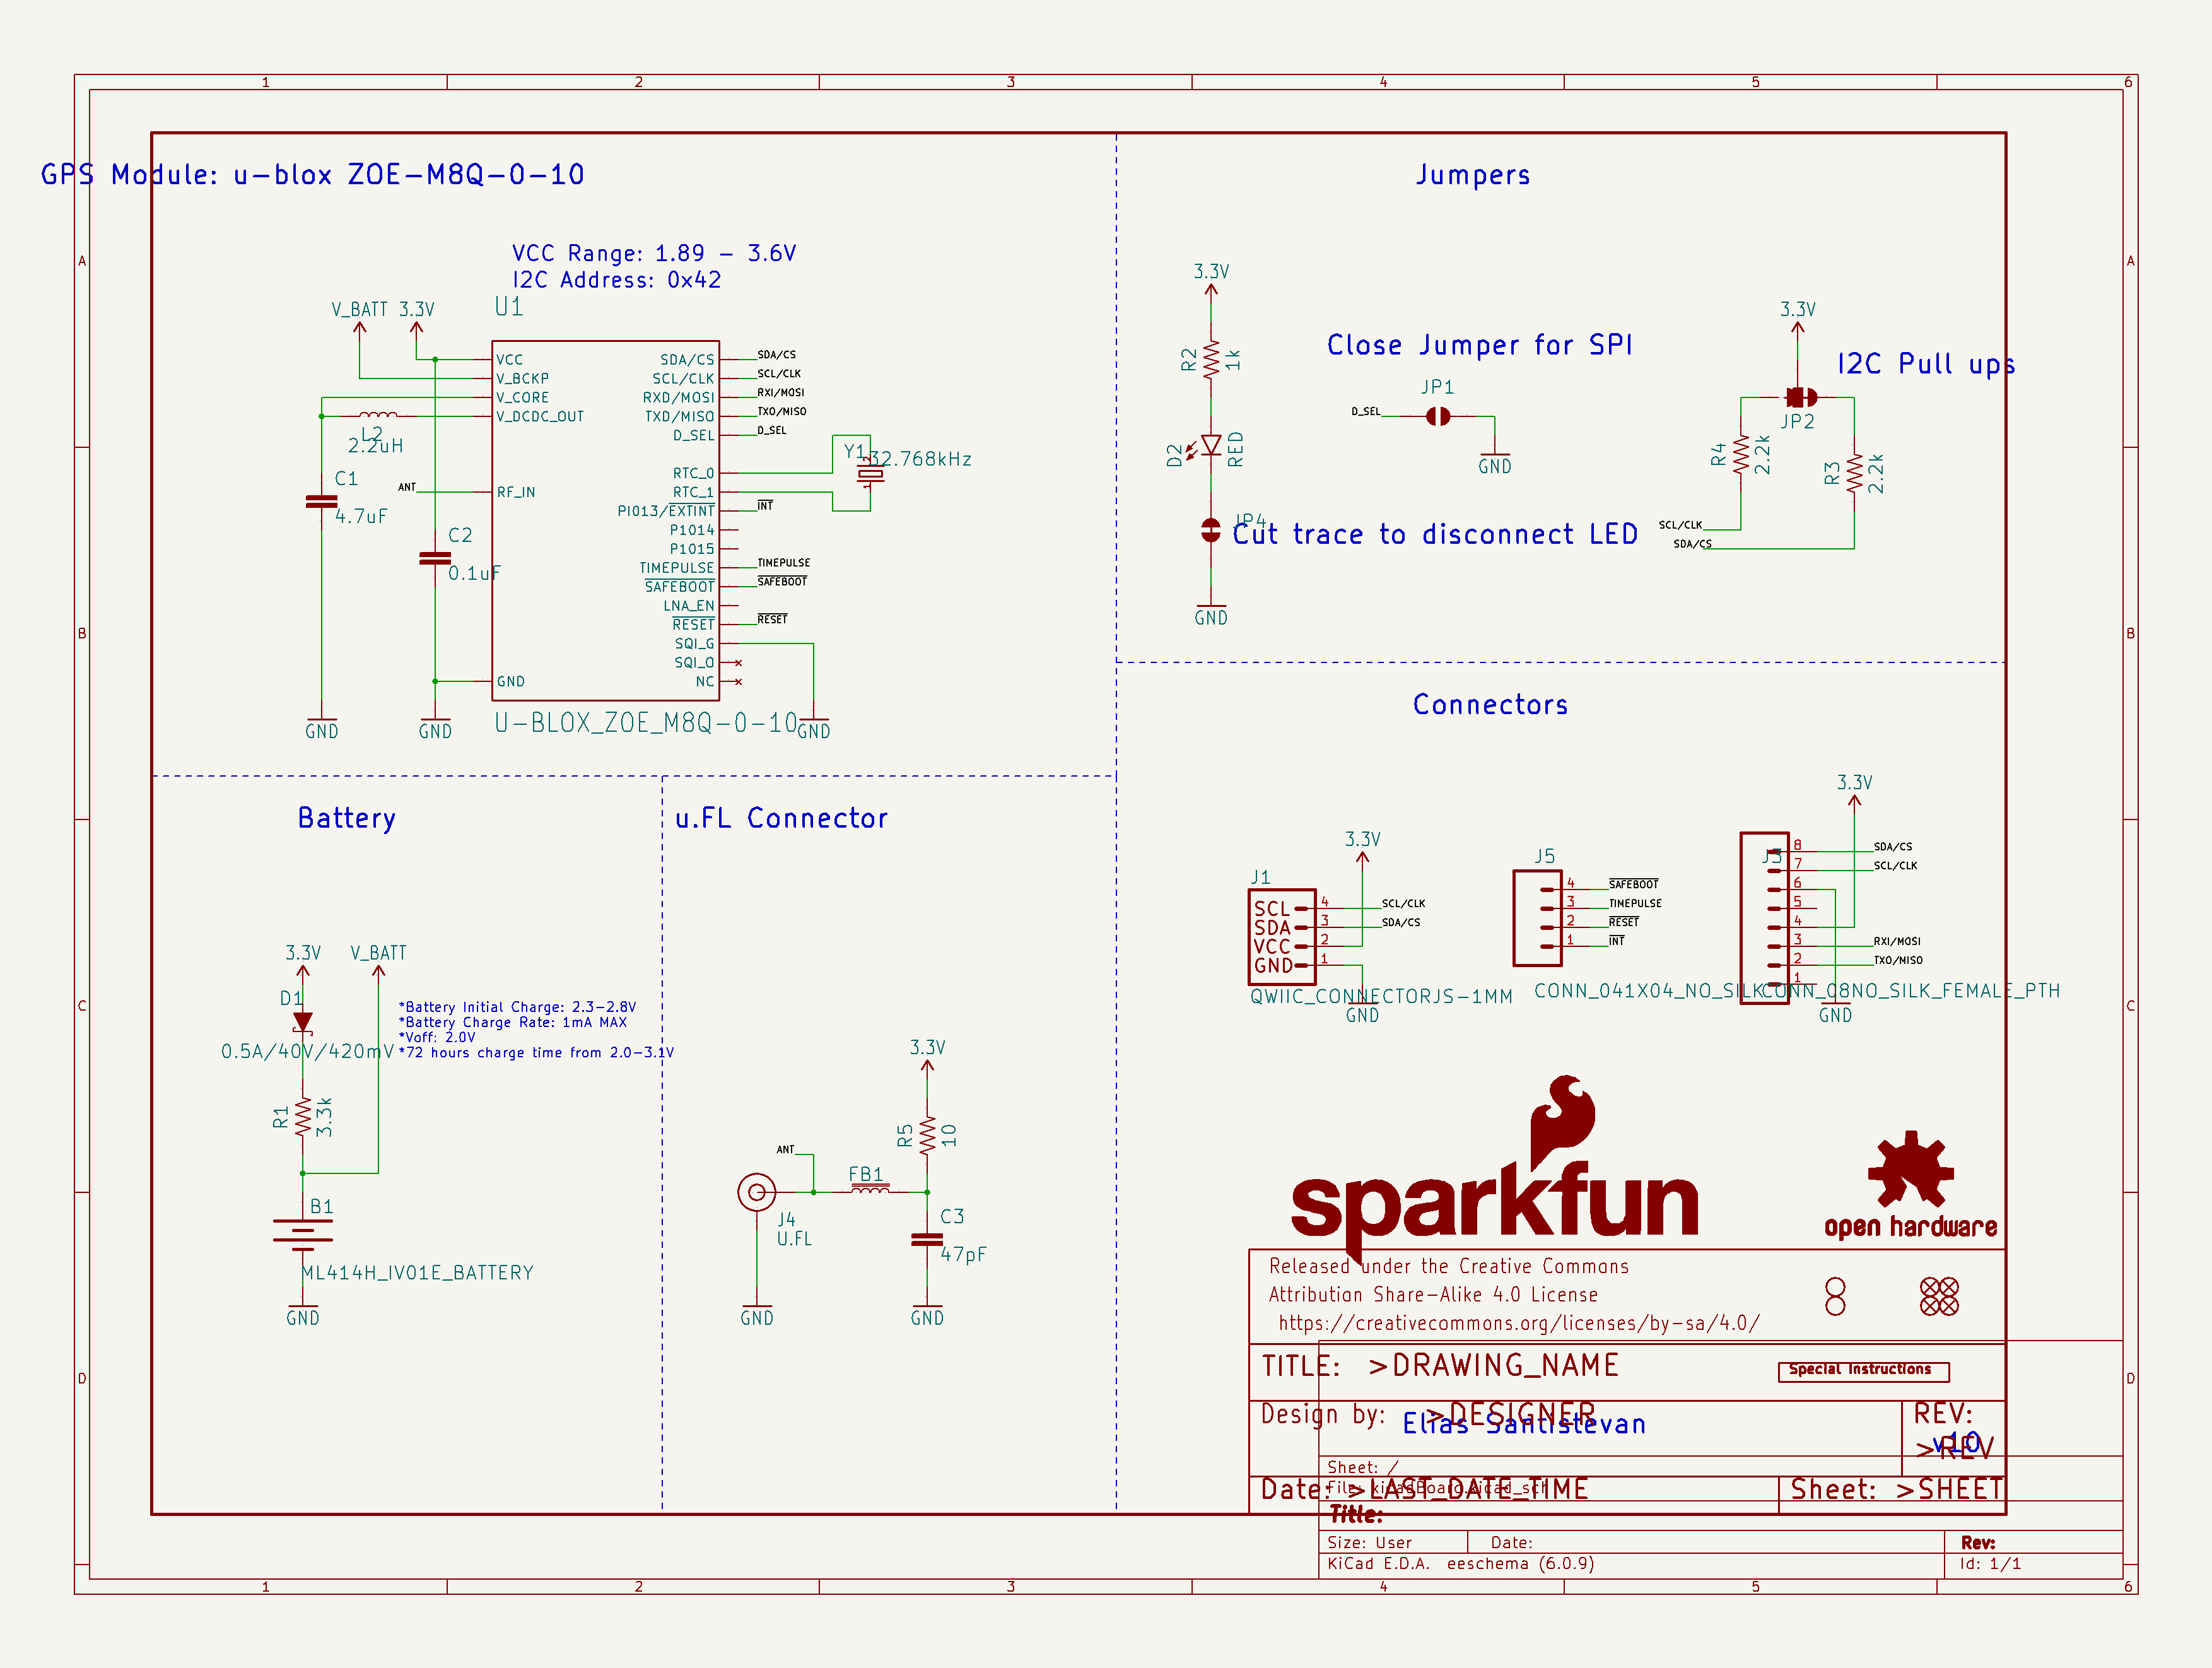 1 2 3 4 5 6
A
B
C
D
GPS Module: u-blox ZOE-M8Q-0-10
VCC Range: 1.89 - 3.6V
I2C Address: 0x42
U1
V_BATT 3.3V
VCC
V_BCKP
V_CORE
V_DCDC_OUT
RF_IN
GND
SDA/CS
SCL/CLK
RXD/MOSI
TXD/MISO
D_SEL
RTC_0
RTC_1
PIO13/EXTINT
P1014
P1015
TIMEPULSE
SAFEBOOT
LNA_EN
RESET
SQI_G
SQI_0
NC
SDA/CS
SCL/CLK
RXI/MOSI
TXO/MISO
D_SEL
INT
TIMEPULSE
SAFEBOOT
RESET
L2
2.2uH
C1
4.7uF
ANT
C2
0.1uF
Y1
32.768kHz
2
1
GND
GND
U-BLOX_ZOE_M8Q-0-10
GND
Jumpers
3.3V
R2
1k
D2
RED
JP4
Cut trace to disconnect LED
GND
Close Jumper for SPI
JP1
D_SEL
GND
3.3V
I2C Pull ups
JP2
R4
2.2k
R3
2.2k
SCL/CLK
SDA/CS
Battery
3.3V
V_BATT
D1
0.5A/40V/420mV
*Battery Initial Charge: 2.3-2.8V
*Battery Charge Rate: 1mA MAX
*Voff: 2.0V
*72 hours charge time from 2.0-3.1V
R1
3.3k
B1
ML414H_IV01E_BATTERY
GND
u.FL Connector
3.3V
R5
10
ANT
FB1
J4
U.FL
C3
47pF
GND
GND
Connectors
3.3V
J1
SCL
SDA
VCC
GND
4
3
2
1
SCL/CLK
SDA/CS
QWIIC_CONNECTORJS-1MM
GND
J5
4
3
2
1
SAFEBOOT
TIMEPULSE
RESET
INT
CONN_041X04_NO_SILK
3.3V
J3
8
7
6
5
4
3
2
1
SDA/CS
SCL/CLK
RXI/MOSI
TXO/MISO
CONN_08NO_SILK_FEMALE_PTH
GND
sparkfun
open hardware
Released under the Creative Commons
Attribution Share-Alike 4.0 License
https://creativecommons.org/licenses/by-sa/4.0/
TITLE: >DRAWING_NAME
Special Instructions
Design by: >DESIGNER
Elias Santistevan
REV:
>REV
v10
Sheet: /
File: kicadBoard.kicad_sch
Date: >LAST_DATE_TIME
Sheet: >SHEET
Title:
Size: User
Date:
Rev:
KiCad E.D.A. eeschema (6.0.9)
Id: 1/1
1 2 3 4 5 6
A
B
C
D